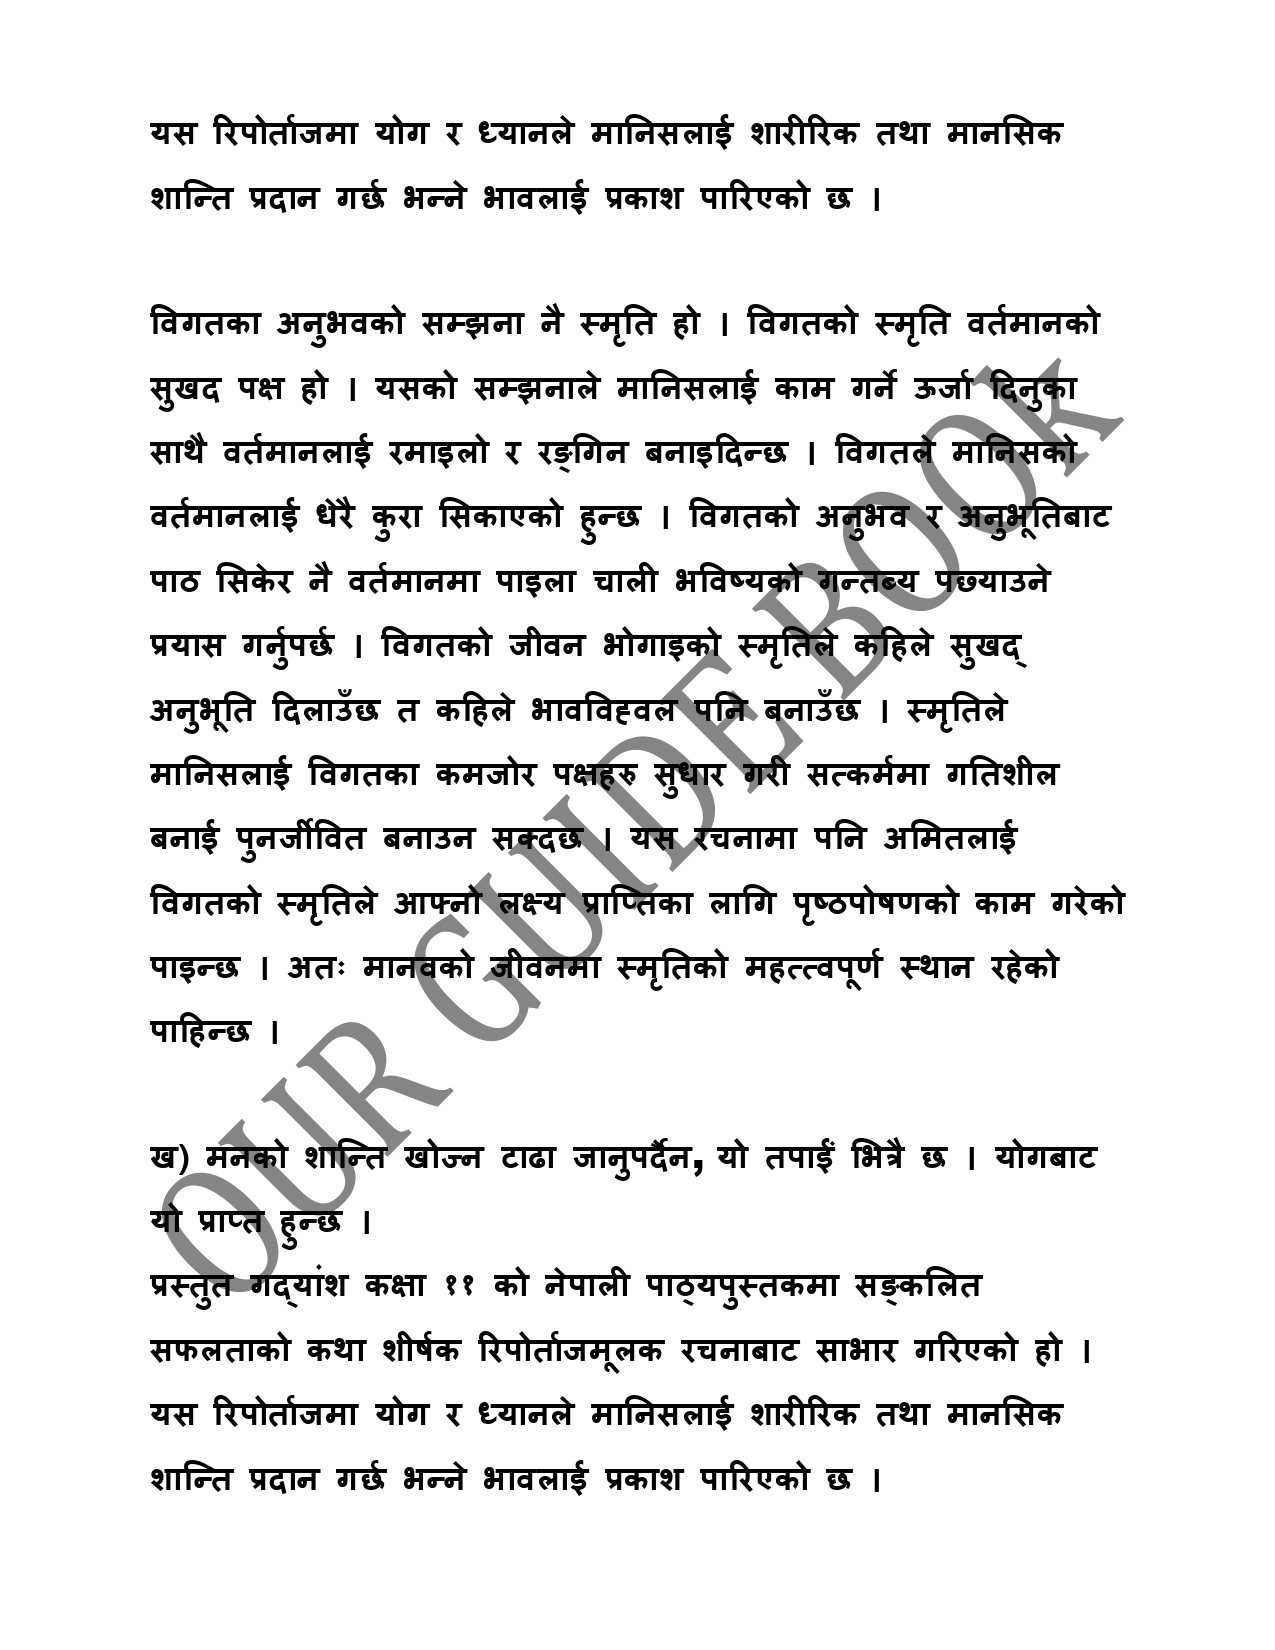 यस रिपोर्ताजमा योग र ध्यानले मानिसलाई शारीरिक तथा मानसिक
शान्ति प्रदान गर्छ भन्ने भावलाई प्रकाश पारिएको छ ।
विगतका अनुभवको सम्झना नै स्मृति हो । विगतको स्मृति वर्तमानको
सुखद पक्ष हो । यसको सम्झनाले मानिसलाई काम गर्ने ऊर्जा दिनुका
साथै वर्तमानलाई रमाइलो र रङ्गिन बनाइदिन्छ । विगतले मानिसको
वर्तमानलाई धेरै कुरा सिकाएको हुन्छ । विगतको अनुभव र अनुभूतिबाट
पाठ सिकेर नै वर्तमानमा पाइला चाली भविष्यको गन्तब्य पछ्याउने
प्रयास गर्नुपर्छ । विगतको जीवन भोगाइको स्मृतिले कहिले सुखद्
अनुभूति दिलाउँछ त कहिले भावविह्वल पनि बनाउँछ । स्मृतिले
मानिसलाई विगतका कमजोर पक्षहरु सुधार गरी सत्कर्ममा गतिशील
बनाई पुनर्जीवित बनाउन सक्दछ । यस रचनामा पनि अमितलाई
विगतको स्मृतिले आफ्नो लक्ष्य प्राप्तिका लागि पृष्ठपोषणको काम गरेको
पाइन्छ । अतः मानवको जीवनमा स्मृतिको महत्त्वपूर्ण स्थान रहेको
पाहिन्छ ।
ख) मनको शान्ति खोज्न टाढा जानुपर्दैन, यो तपाईं भित्रै छ । योगबाट
यो प्राप्त हुन्छ ।
प्रस्तुत गद्यांश कक्षा ११ को नेपाली पाठ्यपुस्तकमा सङ्कलित
सफलताको कथा शीर्षक रिपोर्ताजमूलक रचनाबाट साभार गरिएको हो ।
यस रिपोर्ताजमा योग र ध्यानले मानिसलाई शारीरिक तथा मानसिक
शान्ति प्रदान गर्छ भन्ने भावलाई प्रकाश पारिएको छ ।
OUR GUIDE BOOK